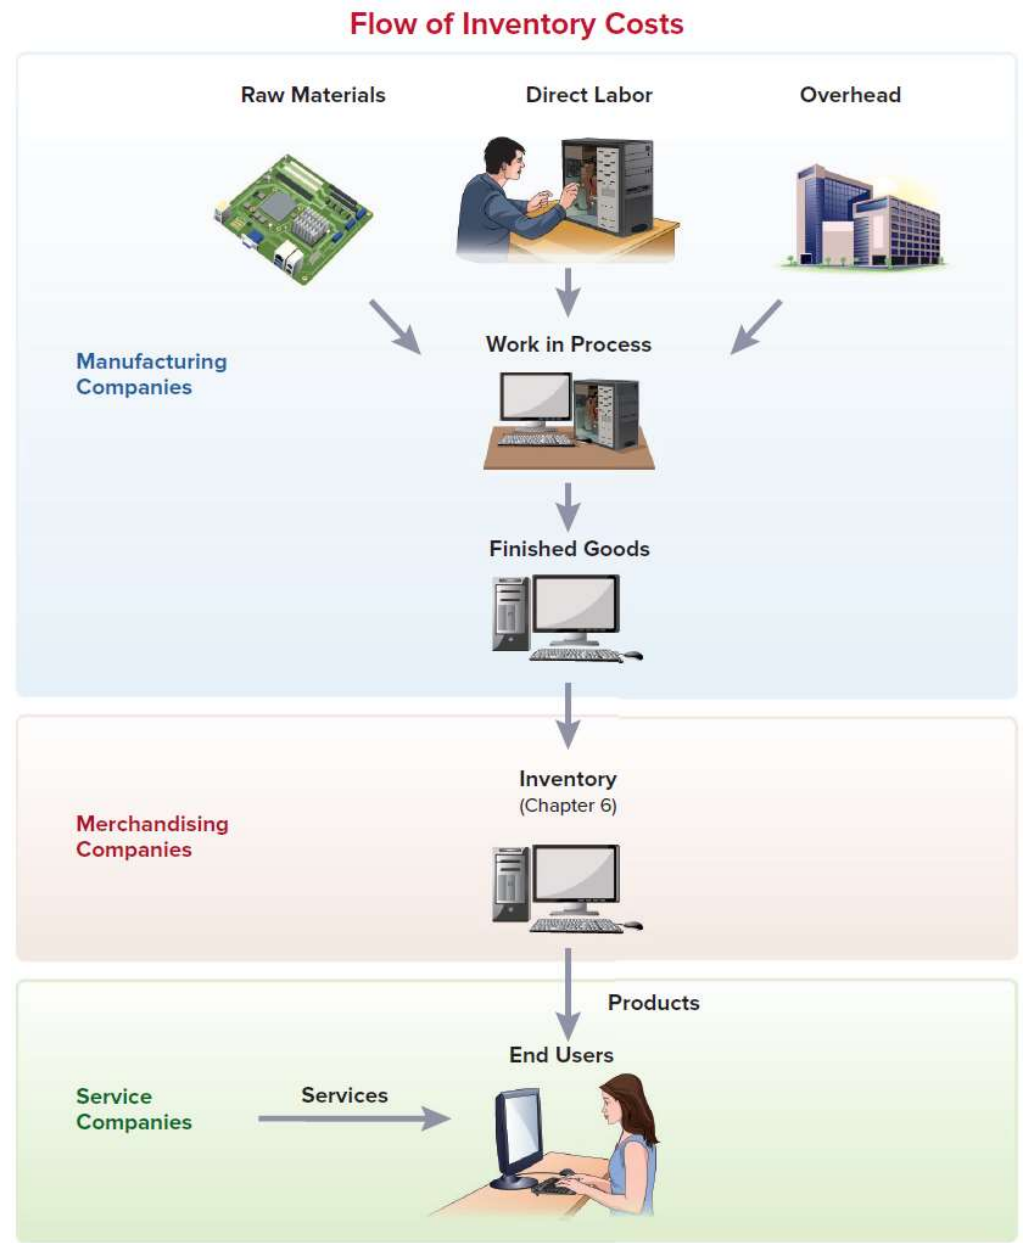 Flow of Inventory Costs
Raw Materials
Direct Labor
Overhead
Manufacturing
Companies
Work in Process
Finished Goods
Inventory
(Chapter 6)
Merchandising
Companies
Products
End Users
Service
Companies
Services